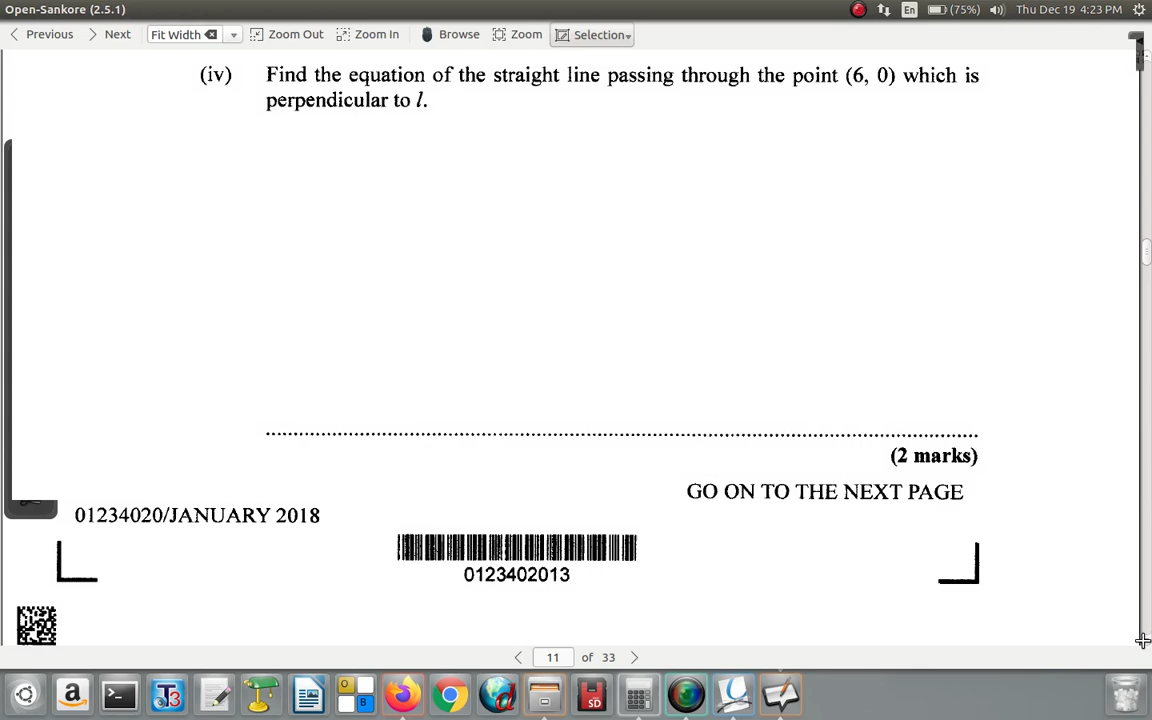 Open-Sankore (2.5.1)
En (75%) Thu Dec 19 4:23 PM
Previous Next Fit Width Zoom Out Zoom In Browse Zoom Selection
(iv) Find the equation of the straight line passing through the point (6, 0) which is
perpendicular to l.
(2 marks)
GO ON TO THE NEXT PAGE
01234020/JANUARY 2018
0123402013
11 of 33